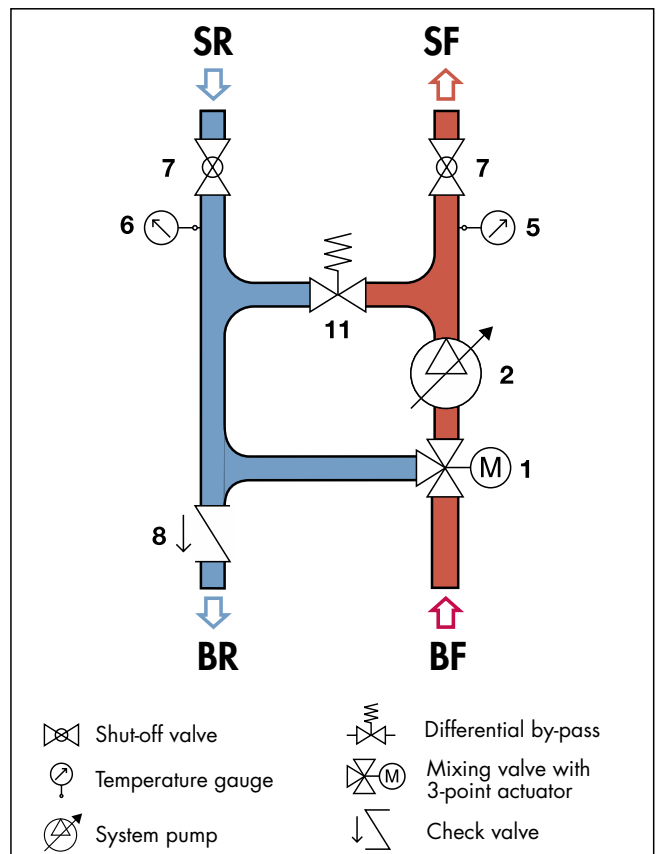 SR SF
7 7
6 5
11
2
M 1
8
BR BF
Shut-off valve
Differential by-pass
Temperature gauge
M
Mixing valve with
3-point actuator
System pump
Check valve